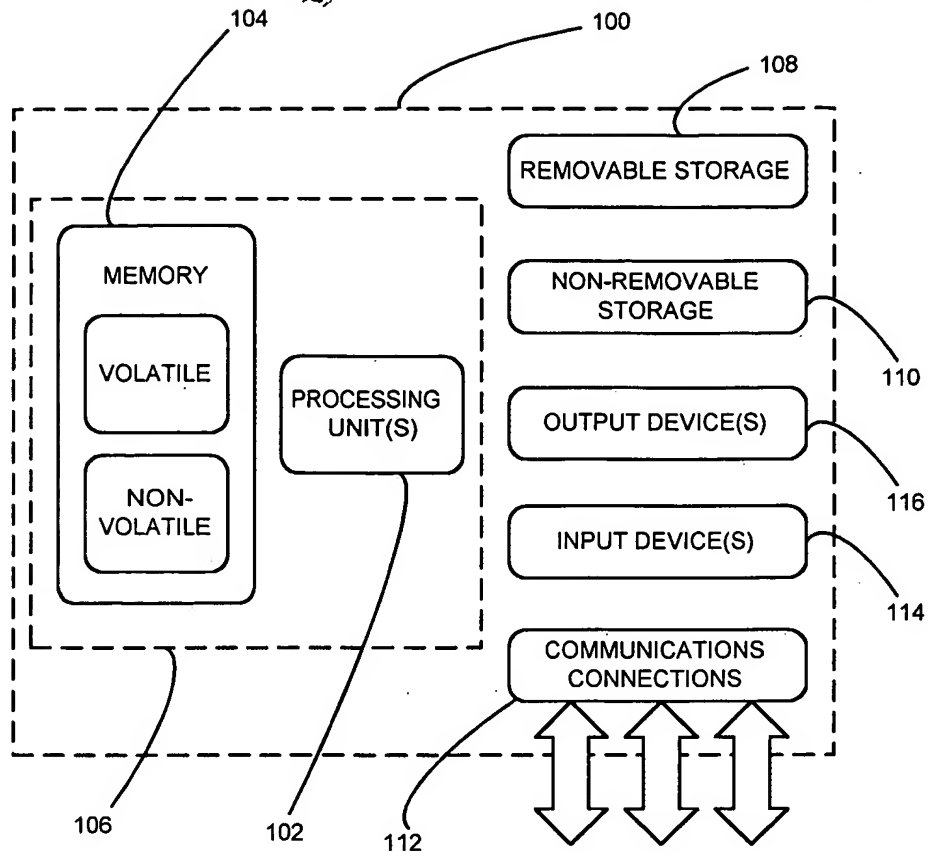 104
100
108
REMOVABLE STORAGE
MEMORY
NON-REMOVABLE
STORAGE
110
VOLATILE
PROCESSING
UNIT(S)
OUTPUT DEVICE(S)
116
NON-
VOLATILE
INPUT DEVICE(S)
114
COMMUNICATIONS
CONNECTIONS
106
102
112